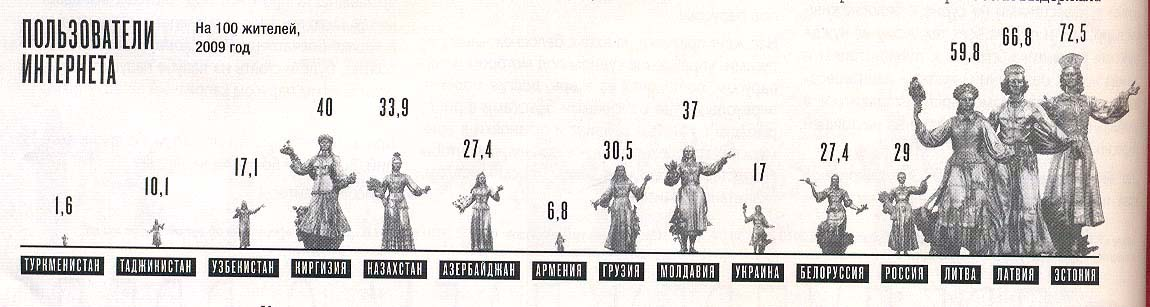 ПОЛЬЗОВАТЕЛИ
ИНТЕРНЕТА
На 100 жителей,
2009 год
1,6
10,1
17,1
40
33,9
27,4
6,8
30,5
37
17
27,4
29
59,8
66,8
72,5
ТУРКМЕНИСТАН
ТАДЖИКИСТАН
УЗБЕКИСТАН
КИРГИЗИЯ
КАЗАХСТАН
АЗЕРБАЙДЖАН
АРМЕНИЯ
ГРУЗИЯ
МОЛДАВИЯ
УКРАИНА
БЕЛОРУССИЯ
РОССИЯ
ЛИТВА
ЛАТВИЯ
ЭСТОНИЯ